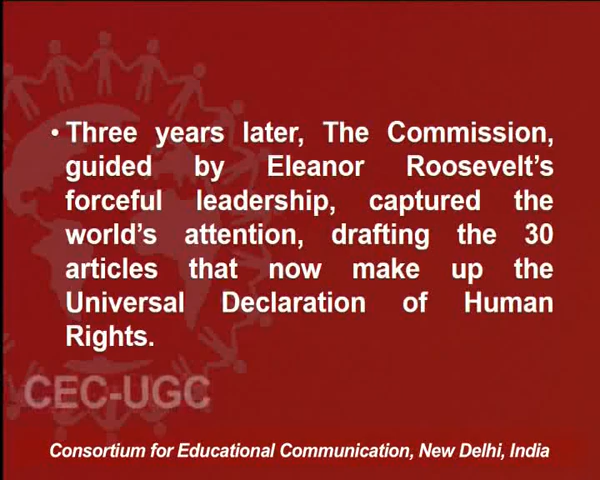 • Three years later, The Commission,
guided by Eleanor Roosevelt's
forceful leadership, captured the
world's attention, drafting the 30
articles that now make up the
Universal Declaration of Human
Rights.
CEC-UGC
Consortium for Educational Communication, New Delhi, India